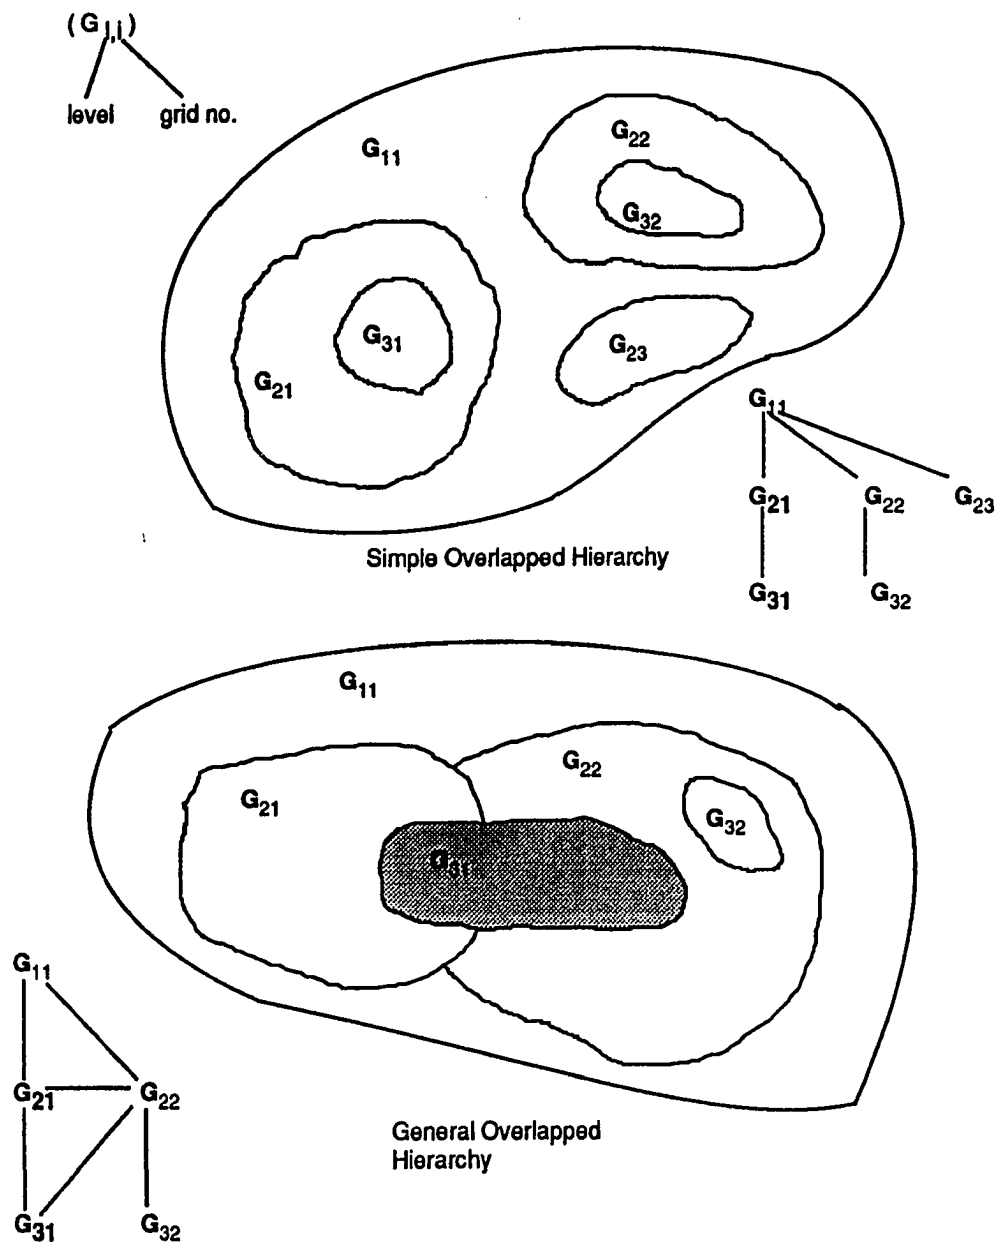 (G l,i)
level grid no.
G11
G22
G32
G31
G23
G21
G11
G21 G22 G23
Simple Overlapped Hierarchy
G31 G32
G11
G22
G21
G32
G31
G11
G21 G22
General Overlapped
Hierarchy
G31 G32